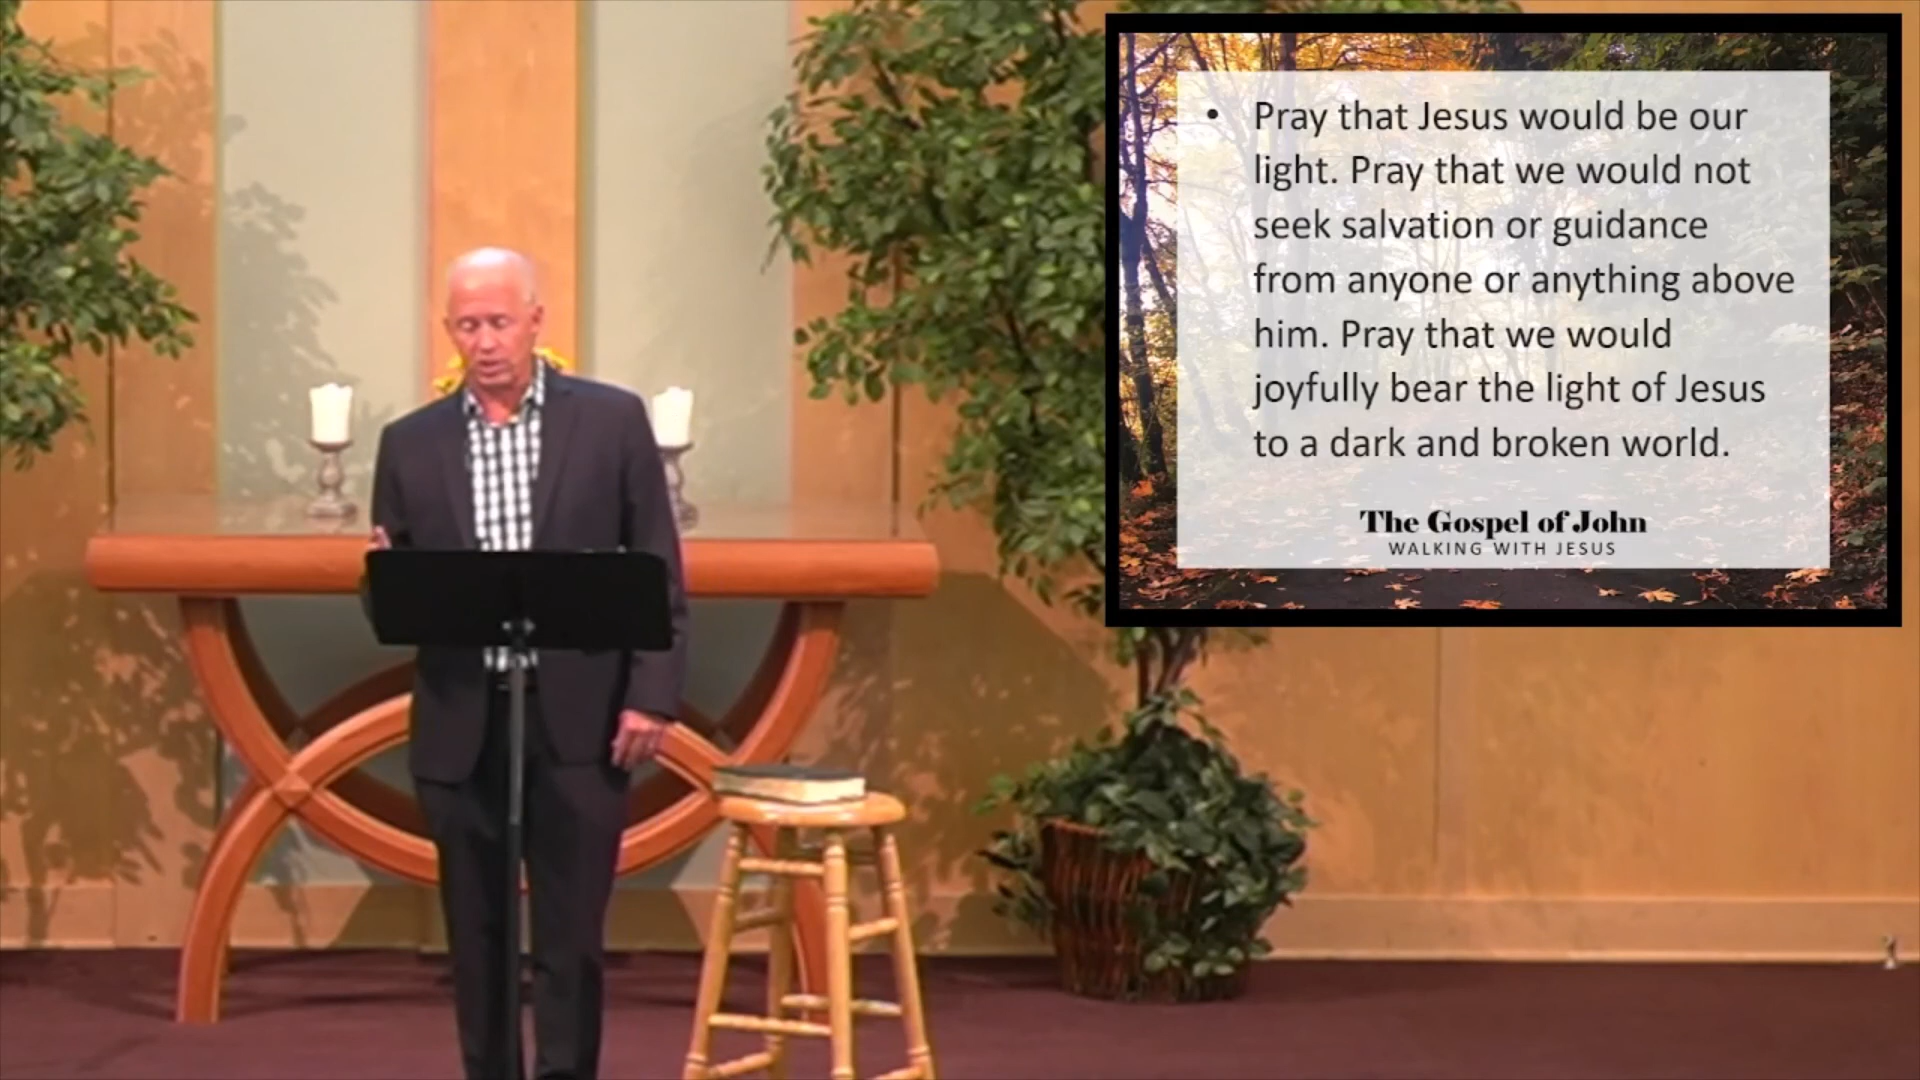 • Pray that Jesus would be our
light. Pray that we would not
seek salvation or guidance
from anyone or anything above
him. Pray that we would
joyfully bear the light of Jesus
to a dark and broken world.
The Gospel of John
WALKING WITH JESUS